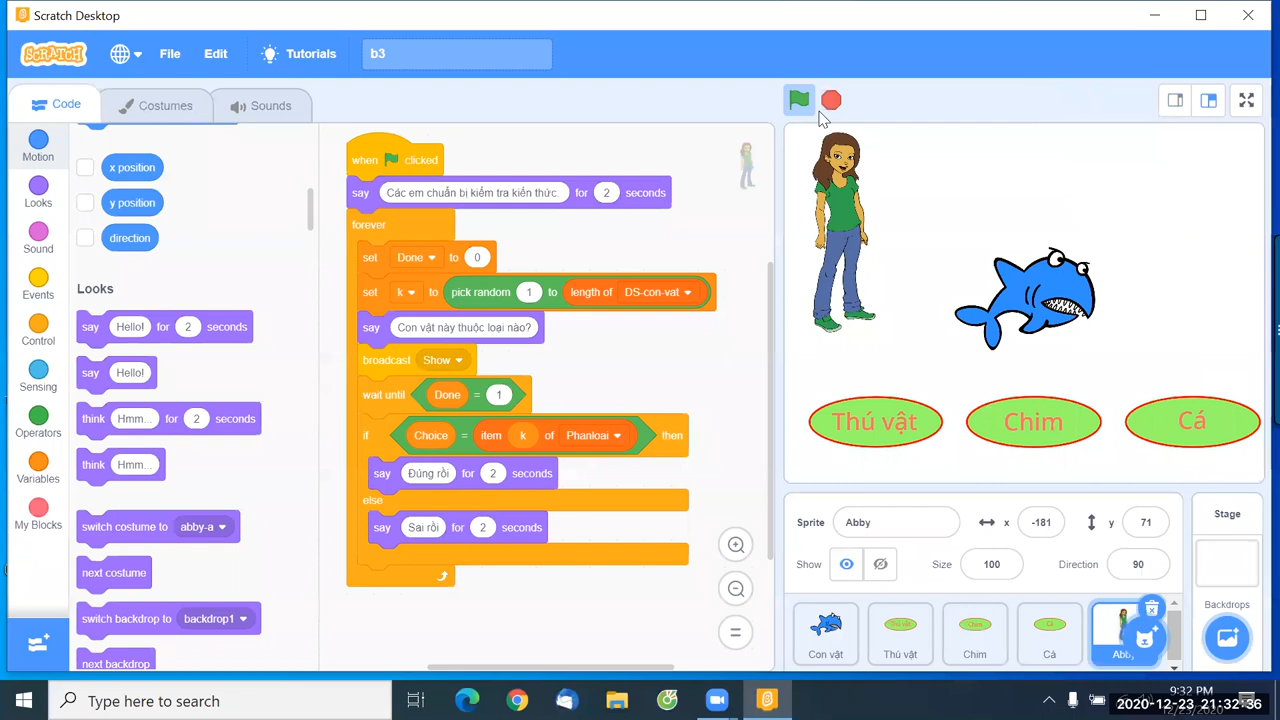 Scratch Desktop
SCRATCH
File
Edit
Tutorials
b3
Code
Costumes
Sounds
Motion
Looks
Sound
Events
Control
Sensing
Operators
Variables
My Blocks
x position
y position
direction
Looks
say Hello! for 2 seconds
say Hello!
think Hmm... for 2 seconds
think Hmm...
switch costume to abby-a
next costume
switch backdrop to backdrop1
next backdrop
when clicked
say Các em chuẩn bị kiểm tra kiến thức. for 2 seconds
forever
set Done to 0
set k to pick random 1 to length of DS-con-vat
say Con vật này thuộc loại nào?
broadcast Show
wait until Done = 1
if Choice = item k of Phanloai then
say Đúng rồi for 2 seconds
else
say Sai rồi for 2 seconds
Thú vật
Chim
Cá
Sprite Abby x -181 y 71
Show Size 100 Direction 90
Con vật
Thú vật
Chim
Cá
Abby
Stage
Backdrops
Type here to search
9:32 PM
2020-12-23 21:32:36